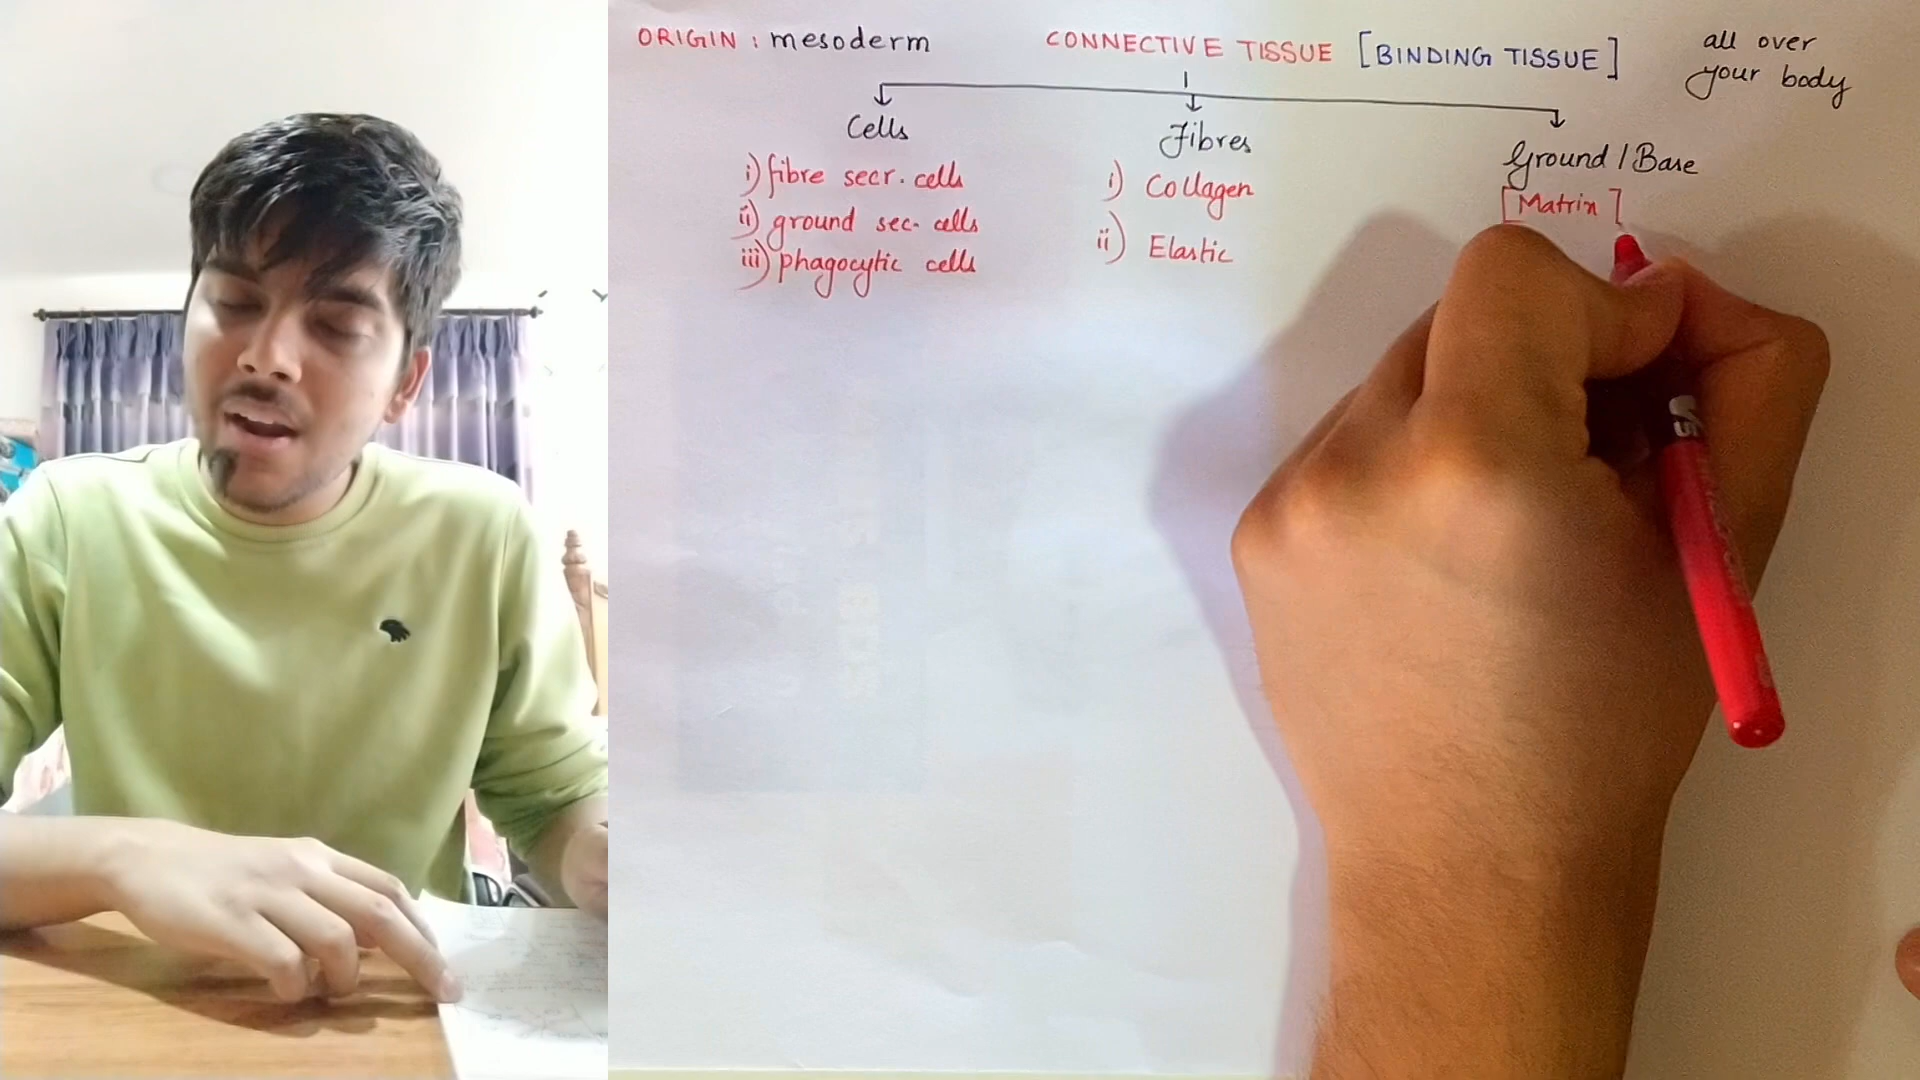 ORIGIN : mesoderm
CONNECTIVE TISSUE [BINDING TISSUE]
all over
your body
Cells
i) fibre secr. cells
ii) ground sec. cells
iii) phagocytic cells
Fibres
i) Collagen
ii) Elastic
Ground / Base
[Matrix]